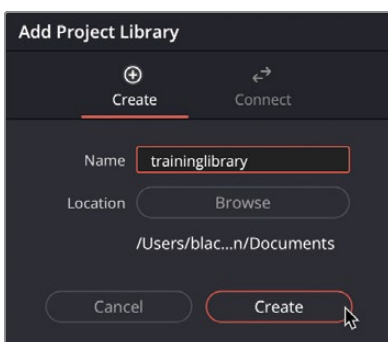 Add Project Library
Create Connect
Name traininglibrary
Location Browse
/Users/blac...n/Documents
Cancel Create